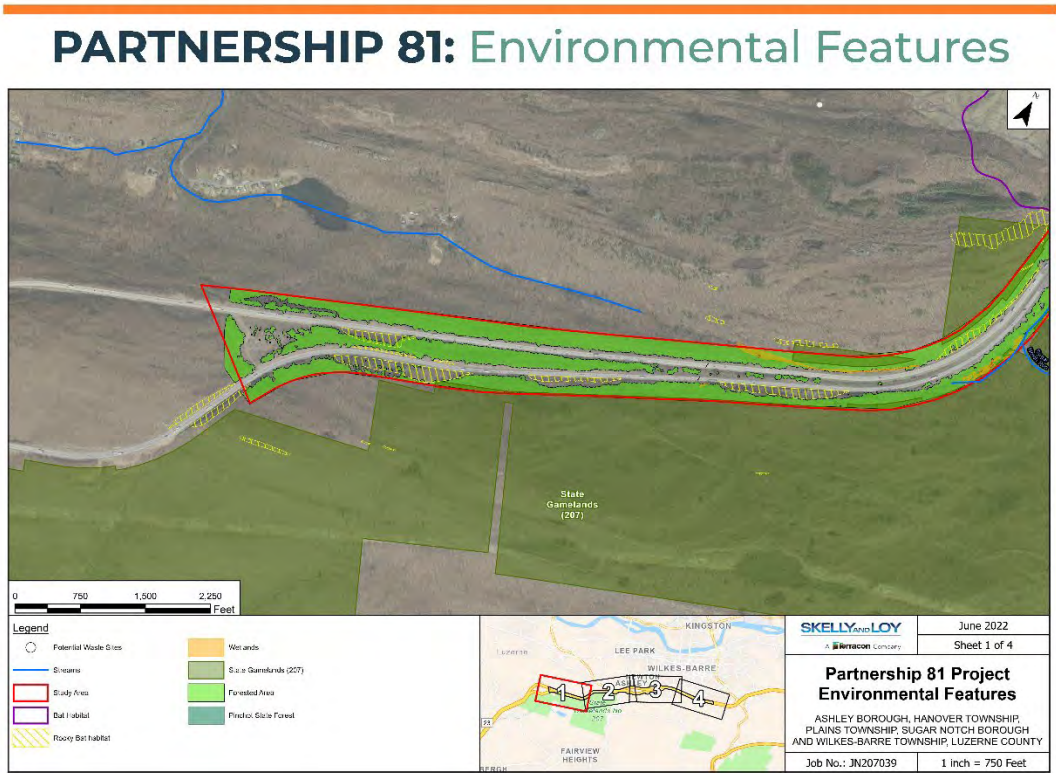 PARTNERSHIP 81: Environmental Features
N
State
Gamelands
(207)
0 750 1,500 2,250
Feet
Legend
Potential Waste Sites
Streams
Study Area
Bat Habitat
Rocky Bat habitat
Wetlands
State Gamelands (207)
Forested Area
Pinchot State Forest
KINGSTON
Luzerne
LEE PARK
WILKES-BARRE
ASHLEY
1 2 3 4
207
FAIRVIEW
HEIGHTS
SKELLY AND LOY
A Terracon Company
June 2022
Sheet 1 of 4
Partnership 81 Project
Environmental Features
ASHLEY BOROUGH, HANOVER TOWNSHIP,
PLAINS TOWNSHIP, SUGAR NOTCH BOROUGH
AND WILKES-BARRE TOWNSHIP, LUZERNE COUNTY
Job No.: JN207039
1 inch = 750 Feet